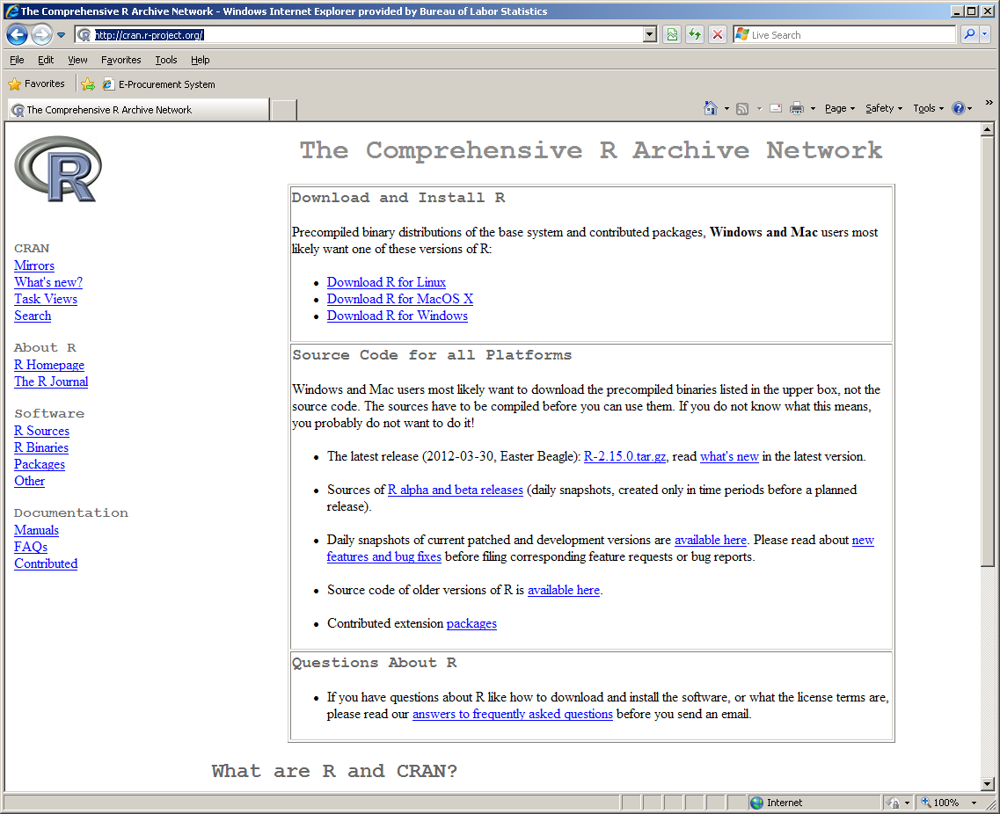 The Comprehensive R Archive Network - Windows Internet Explorer provided by Bureau of Labor Statistics
http://cran.r-project.org/
Live Search
File Edit View Favorites Tools Help
Favorites E-Procurement System
The Comprehensive R Archive Network
Page Safety Tools
R
CRAN
Mirrors
What's new?
Task Views
Search
About R
R Homepage
The R Journal
Software
R Sources
R Binaries
Packages
Other
Documentation
Manuals
FAQs
Contributed
The Comprehensive R Archive Network
Download and Install R
Precompiled binary distributions of the base system and contributed packages, Windows and Mac users most
likely want one of these versions of R:
• Download R for Linux
• Download R for MacOS X
• Download R for Windows
Source Code for all Platforms
Windows and Mac users most likely want to download the precompiled binaries listed in the upper box, not the
source code. The sources have to be compiled before you can use them. If you do not know what this means,
you probably do not want to do it!
• The latest release (2012-03-30, Easter Beagle): R-2.15.0.tar.gz, read what's new in the latest version.
• Sources of R alpha and beta releases (daily snapshots, created only in time periods before a planned
release).
• Daily snapshots of current patched and development versions are available here. Please read about new
features and bug fixes before filing corresponding feature requests or bug reports.
• Source code of older versions of R is available here.
• Contributed extension packages
Questions About R
• If you have questions about R like how to download and install the software, or what the license terms are,
please read our answers to frequently asked questions before you send an email.
What are R and CRAN?
Internet
100%